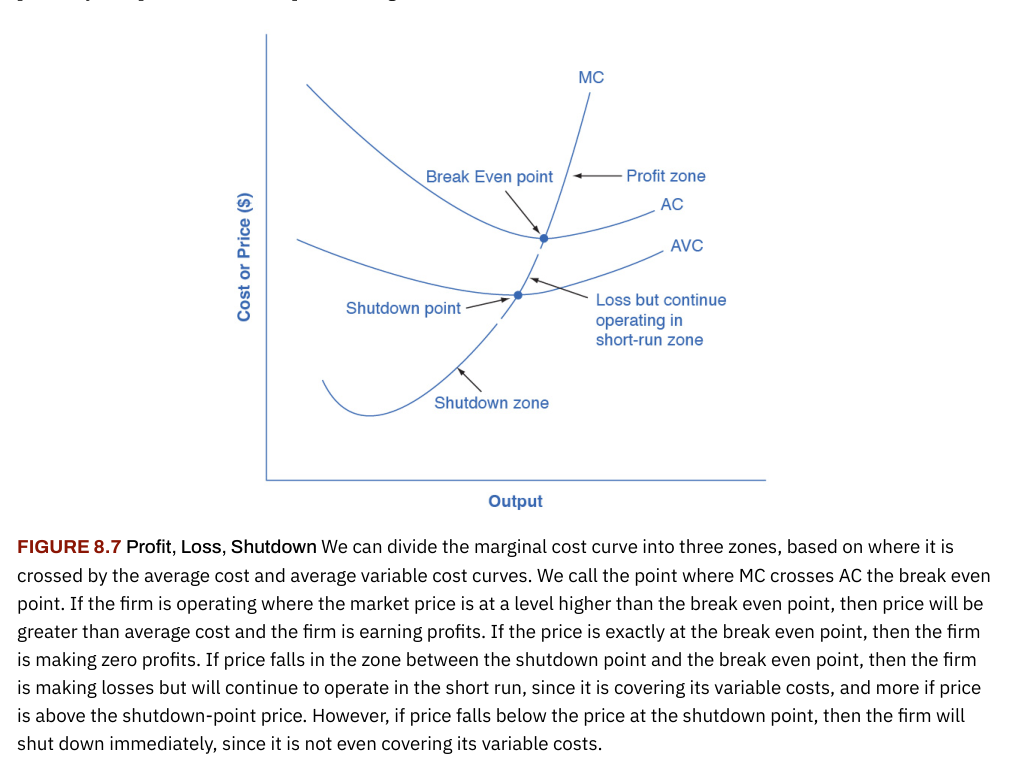 MC
Break Even point
Profit zone
AC
AVC
Cost or Price ($)
Shutdown point
Loss but continue
operating in
short-run zone
Shutdown zone
Output
FIGURE 8.7 Profit, Loss, Shutdown We can divide the marginal cost curve into three zones, based on where it is
crossed by the average cost and average variable cost curves. We call the point where MC crosses AC the break even
point. If the firm is operating where the market price is at a level higher than the break even point, then price will be
greater than average cost and the firm is earning profits. If the price is exactly at the break even point, then the firm
is making zero profits. If price falls in the zone between the shutdown point and the break even point, then the firm
is making losses but will continue to operate in the short run, since it is covering its variable costs, and more if price
is above the shutdown-point price. However, if price falls below the price at the shutdown point, then the firm will
shut down immediately, since it is not even covering its variable costs.